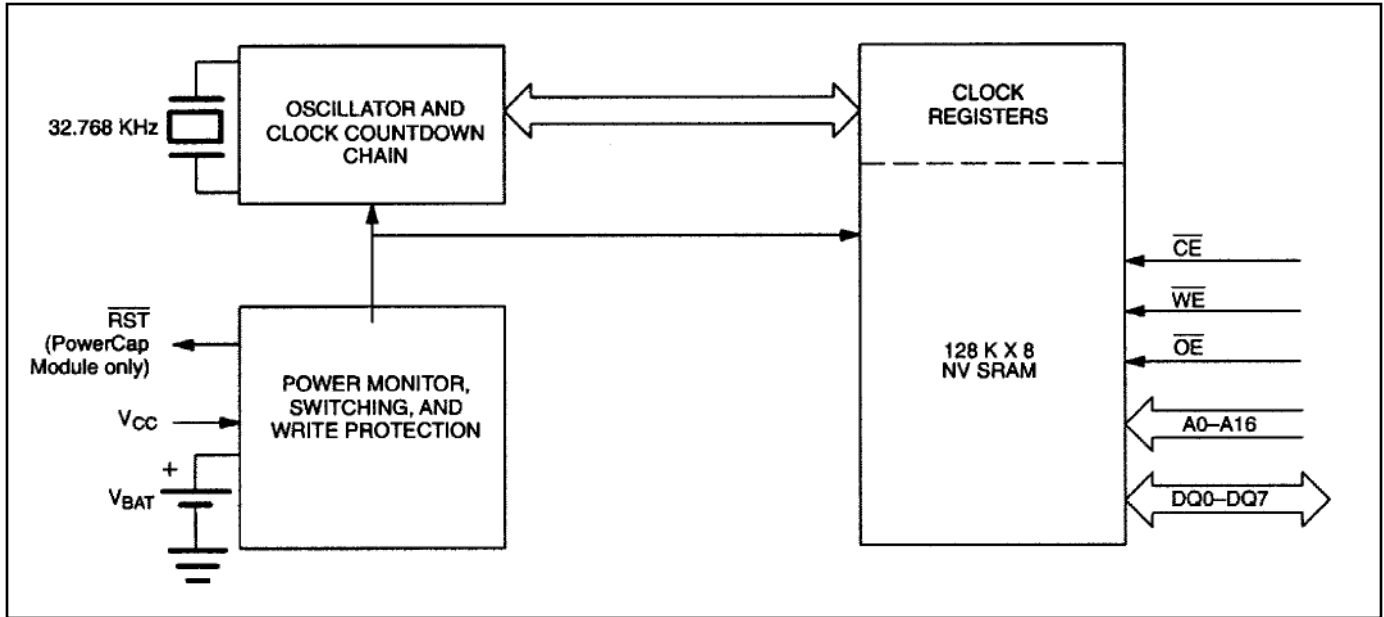 32.768 KHz
OSCILLATOR AND
CLOCK COUNTDOWN
CHAIN
CLOCK
REGISTERS
CE
WE
OE
128 K X 8
NV SRAM
A0–A16
DQ0–DQ7
RST
(PowerCap
Module only)
VCC
+
VBAT
POWER MONITOR,
SWITCHING, AND
WRITE PROTECTION